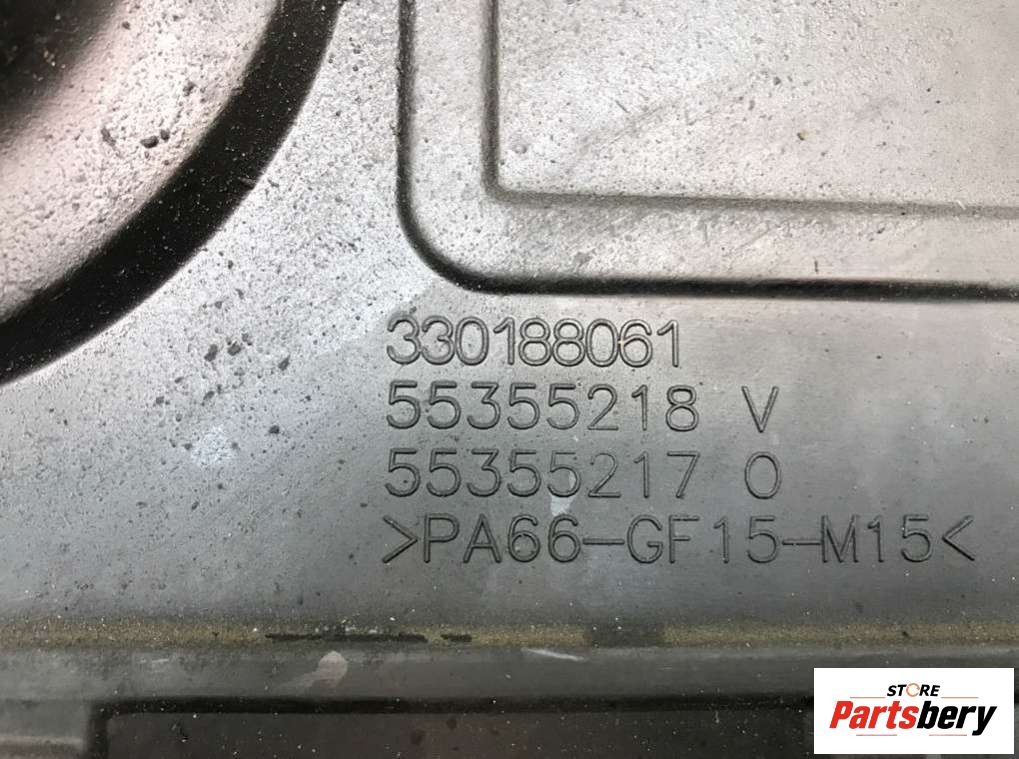 330188061
55355218 V
55355217 O
>PA66-GF15-M15<
STORE
Partsbery